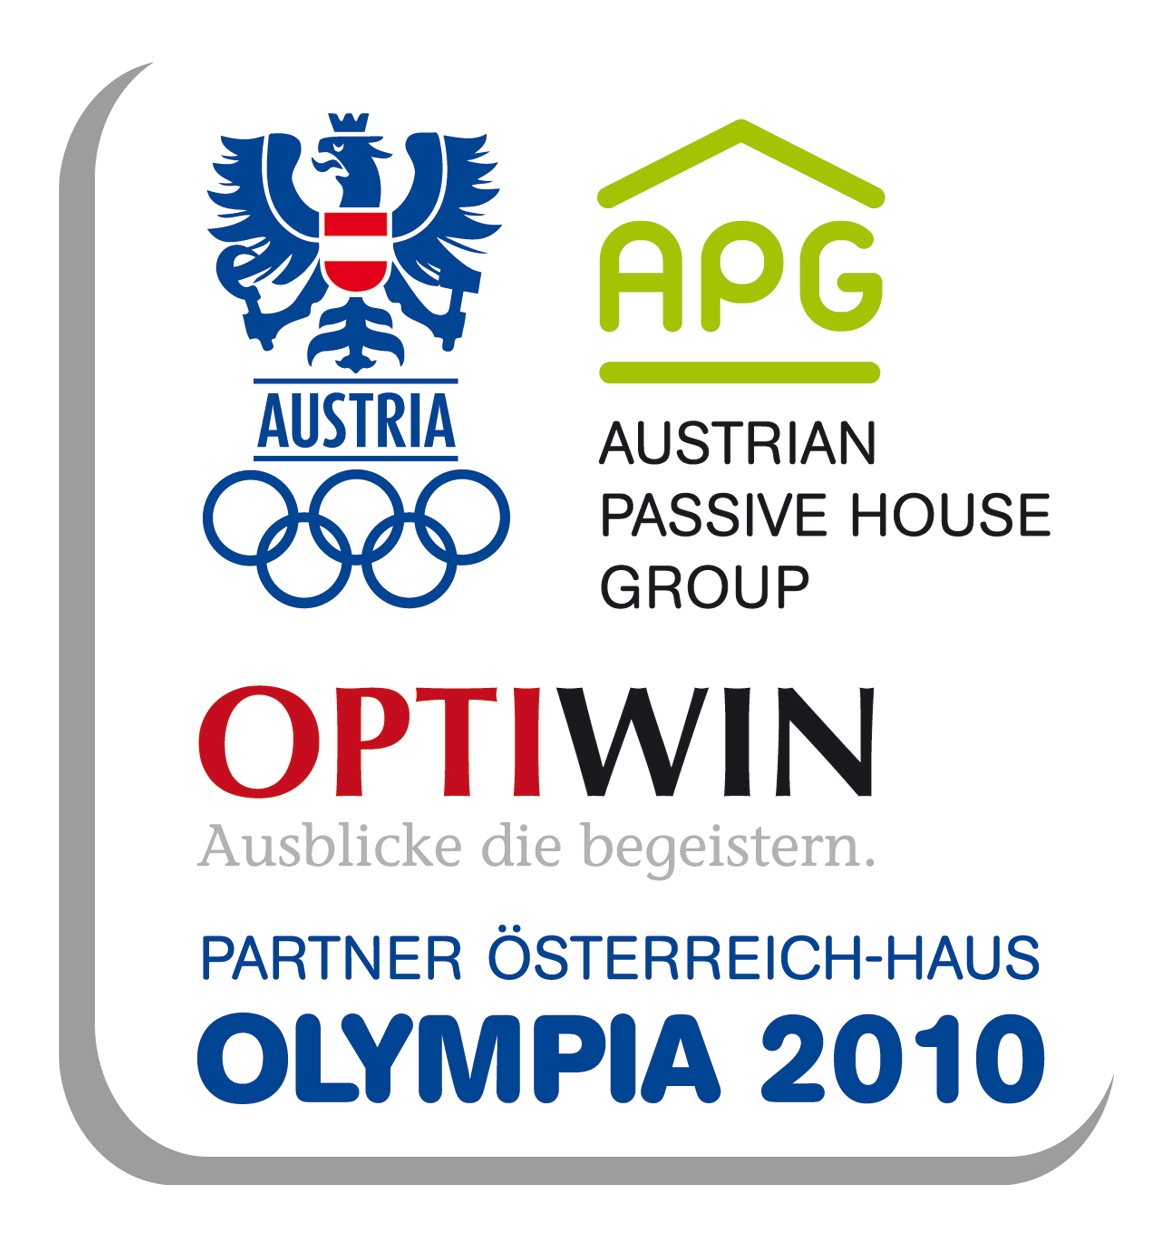 AUSTRIA
APG
AUSTRIAN
PASSIVE HOUSE
GROUP
OPTIWIN
Ausblicke die begeistern.
PARTNER ÖSTERREICH-HAUS
OLYMPIA 2010